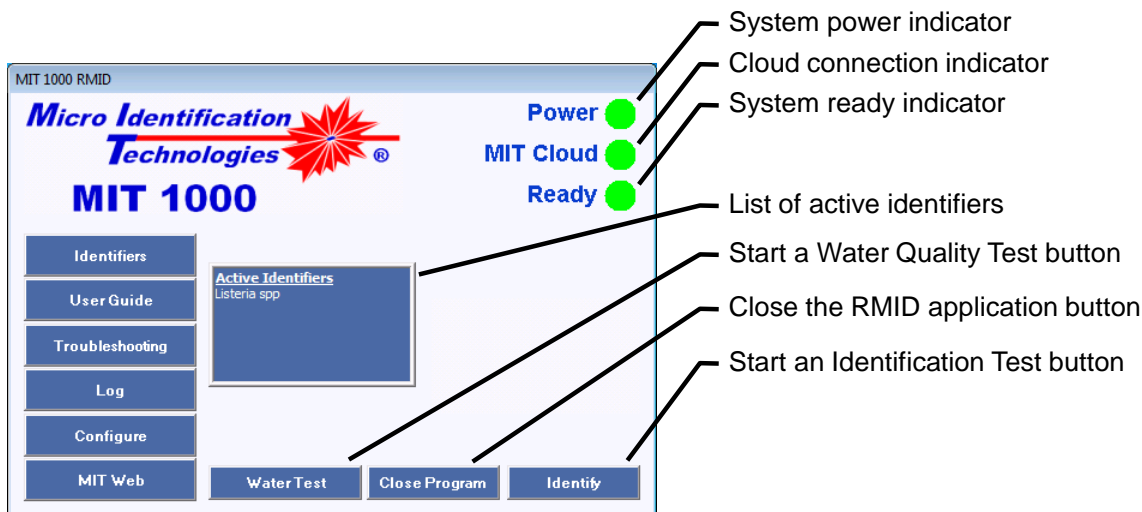 System power indicator
Cloud connection indicator
System ready indicator
MIT 1000 RMID
Micro Identification
Technologies ®
MIT 1000
Power
MIT Cloud
Ready
List of active identifiers
Start a Water Quality Test button
Close the RMID application button
Start an Identification Test button
Identifiers
User Guide
Troubleshooting
Log
Configure
MIT Web
Active Identifiers
Listeria spp
Water Test
Close Program
Identify